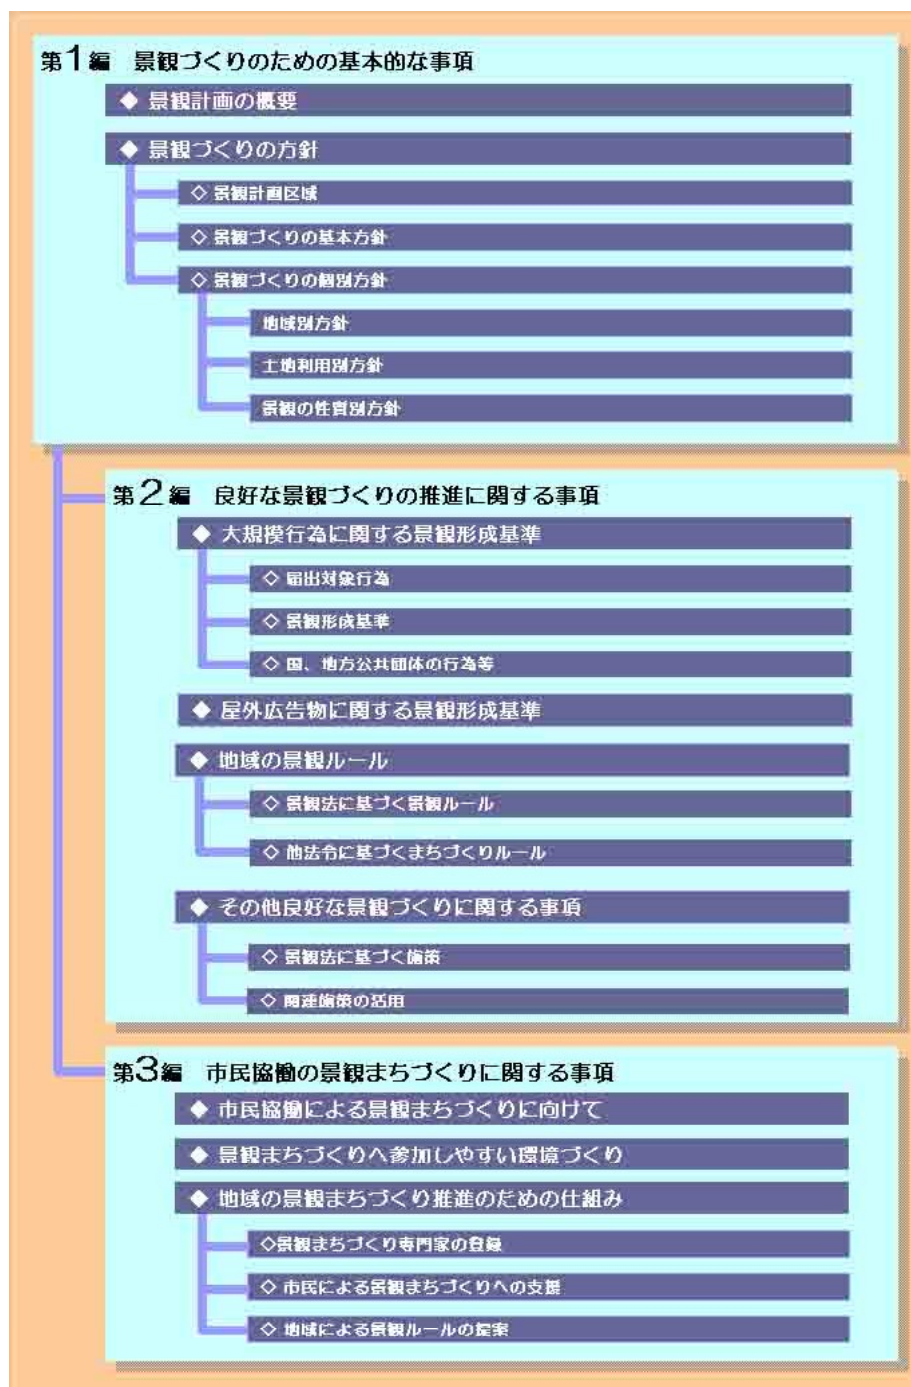 第1編 景観づくりのための基本的な事項
◆ 景観計画の概要
◆ 景観づくりの方針
◇ 景観計画区域
◇ 景観づくりの基本方針
◇ 景観づくりの個別方針
地域別方針
土地利用別方針
景観の性質別方針
第2編 良好な景観づくりの推進に関する事項
◆ 大規模行為に関する景観形成基準
◇ 届出対象行為
◇ 景観形成基準
◇ 国、地方公共団体の行為等
◆ 屋外広告物に関する景観形成基準
◆ 地域の景観ルール
◇ 景観法に基づく景観ルール
◇ 他法令に基づくまちづくりルール
◆ その他良好な景観づくりに関する事項
◇ 景観法に基づく施策
◇ 関連施策の活用
第3編 市民協働の景観まちづくりに関する事項
◆ 市民協働による景観まちづくりに向けて
◆ 景観まちづくりへ参加しやすい環境づくり
◆ 地域の景観まちづくり推進のための仕組み
◇景観まちづくり専門家の登録
◇ 市民による景観まちづくりへの支援
◇ 地域による景観ルールの提案